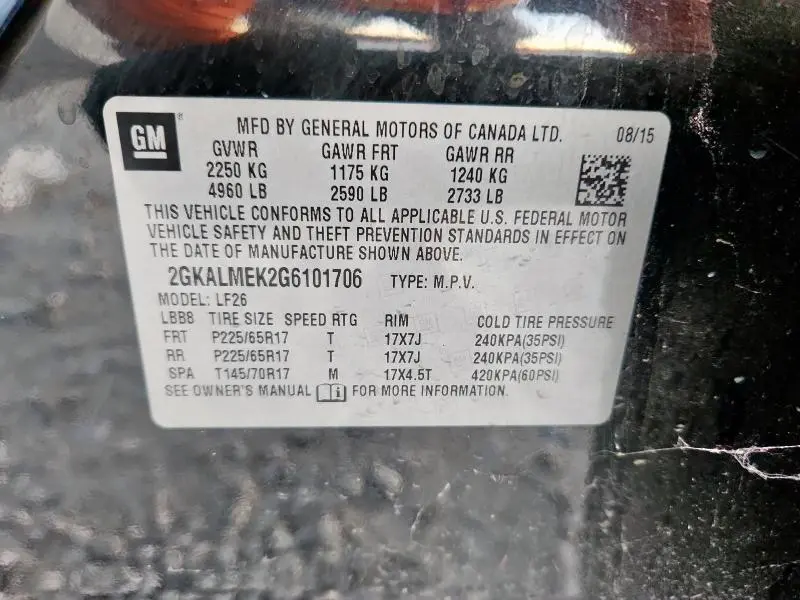 GM ® MFD BY GENERAL MOTORS OF CANADA LTD. 08/15
GVWR GAWR FRT GAWR RR
2250 KG 1175 KG 1240 KG
4960 LB 2590 LB 2733 LB
THIS VEHICLE CONFORMS TO ALL APPLICABLE U.S. FEDERAL MOTOR
VEHICLE SAFETY AND THEFT PREVENTION STANDARDS IN EFFECT ON
THE DATE OF MANUFACTURE SHOWN ABOVE.
2GKALMEK2G6101706 TYPE: M.P.V.
MODEL: LF26
LBB8 TIRE SIZE SPEED RTG RIM COLD TIRE PRESSURE
FRT P225/65R17 T 17X7J 240KPA(35PSI)
RR P225/65R17 T 17X7J 240KPA(35PSI)
SPA T145/70R17 M 17X4.5T 420KPA(60PSI)
SEE OWNER'S MANUAL i FOR MORE INFORMATION.